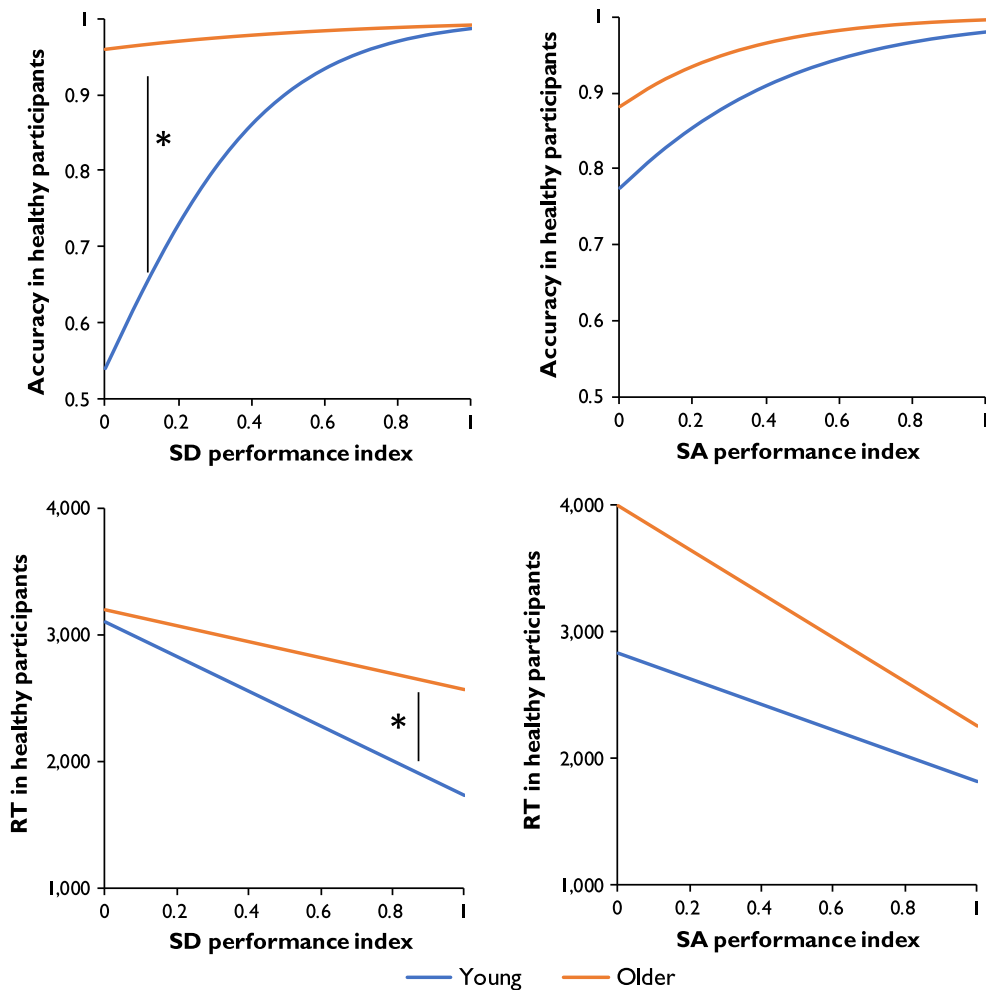 Accuracy in healthy participants
1
0.9
0.8
0.7
0.6
0.5
*
0 0.2 0.4 0.6 0.8 1
SD performance index
Accuracy in healthy participants
1
0.9
0.8
0.7
0.6
0.5
0 0.2 0.4 0.6 0.8 1
SA performance index
RT in healthy participants
4,000
3,000
2,000
1,000
*
0 0.2 0.4 0.6 0.8 1
SD performance index
RT in healthy participants
4,000
3,000
2,000
1,000
0 0.2 0.4 0.6 0.8 1
SA performance index
Young Older